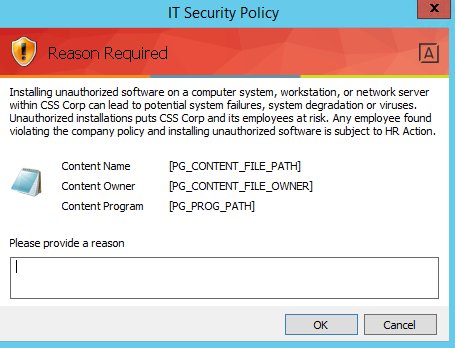 IT Security Policy
X
Reason Required
A
Installing unauthorized software on a computer system, workstation, or network server
within CSS Corp can lead to potential system failures, system degradation or viruses.
Unauthorized installations puts CSS Corp and its employees at risk. Any employee found
violating the company policy and installing unauthorized software is subject to HR Action.
Content Name [PG_CONTENT_FILE_PATH]
Content Owner [PG_CONTENT_FILE_OWNER]
Content Program [PG_PROG_PATH]
Please provide a reason
OK Cancel